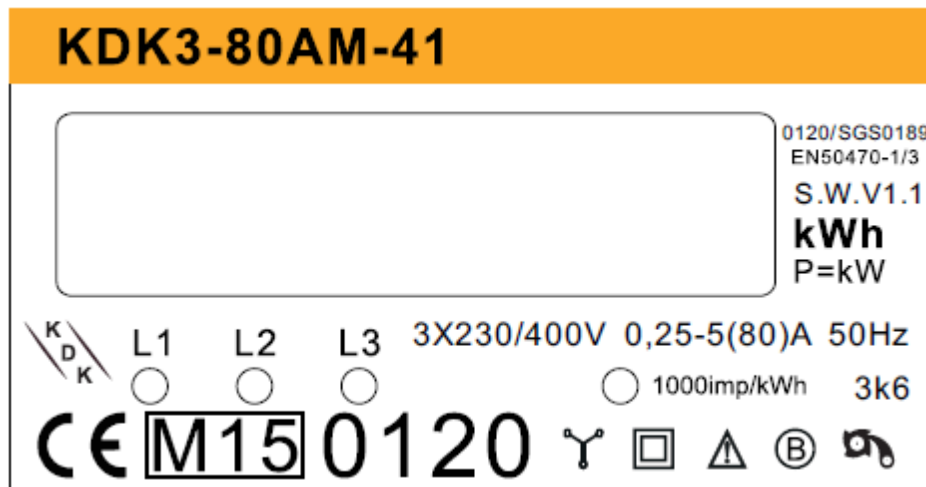 KDK3-80AM-41
0120/SGS0189
EN50470-1/3
S.W.V1.1
kWh
P=kW
KDK
L1 L2 L3 3X230/400V 0,25-5(80)A 50Hz
1000imp/kWh 3k6
CE M15 0120 B